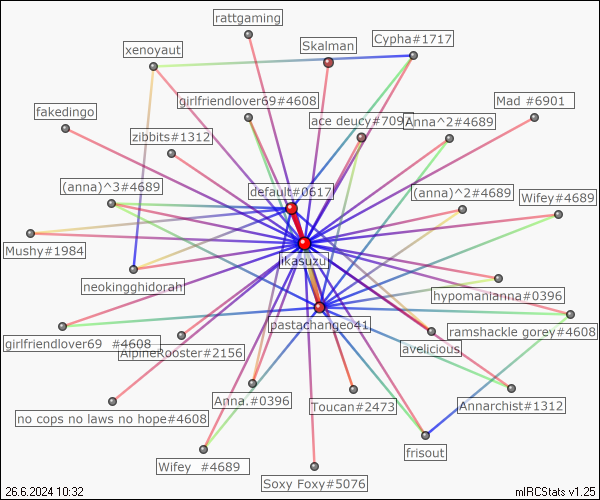 rattgaming
Skalman
Cypha#1717
xenoyaut
girlfriendlover69#4608
Mad #6901
fakedingo
ace deucy#709
Anna^2#4689
zibbits#1312
(anna)^3#4689
default#0617
(anna)^2#4689
Wifey#4689
Mushy#1984
ikasuzu
neokingghidorah
hypomanianna#0396
pastachangeo41
ramshackle gorey#4608
girlfriendlover69 #4608
AlpineRooster#2156
avelicious
no cops no laws no hope#4608
Anna.#0396
Toucan#2473
Annarchist#1312
frisout
Wifey #4689
Soxy Foxy#5076
26.6.2024 10:32
mIRCStats v1.25